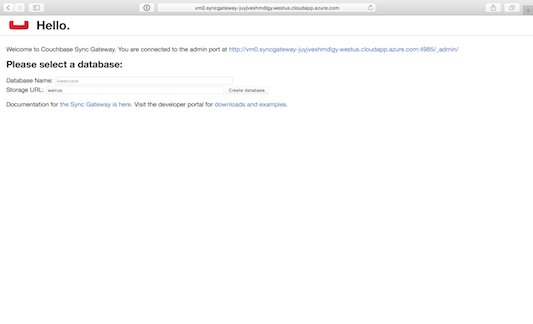 vm0.syncgateway-juyjvexhmdlgy.westus.cloudapp.azure.com
Hello.
Welcome to Couchbase Sync Gateway. You are connected to the admin port at http://vm0.syncgateway-juyjvexhmdlgy.westus.cloudapp.azure.com:4985/_admin/
Please select a database:
Database Name:
Storage URL: walrus: Create database
Documentation for the Sync Gateway is here. Visit the developer portal for downloads and examples.